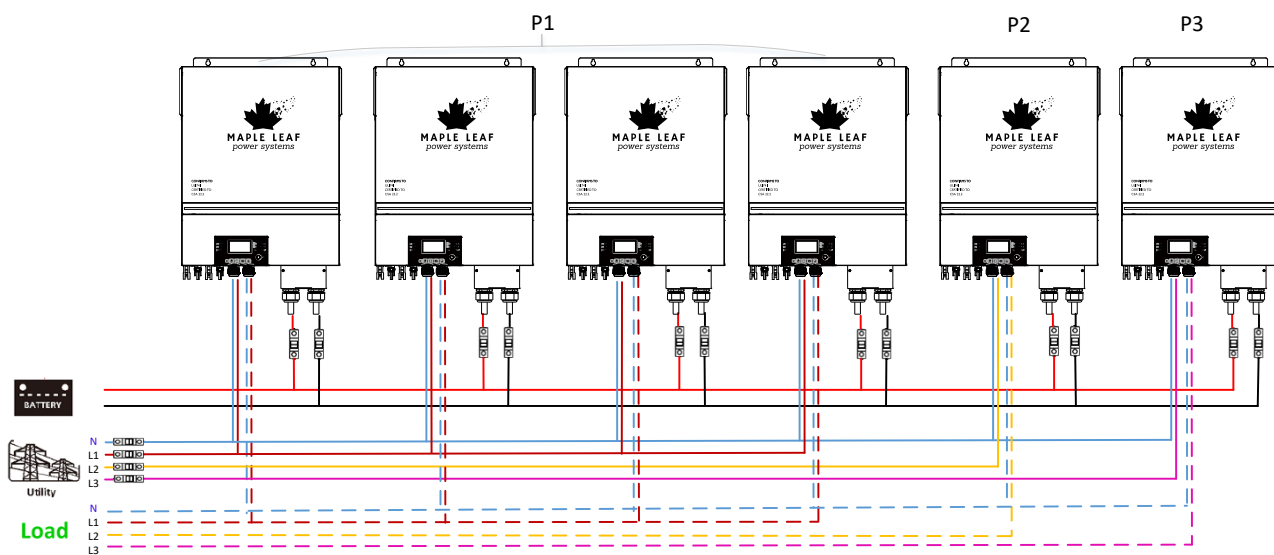 P1
P2
P3
MAPLE LEAF
power systems
MAPLE LEAF
power systems
MAPLE LEAF
power systems
MAPLE LEAF
power systems
MAPLE LEAF
power systems
MAPLE LEAF
power systems
BATTERY
Utility
N
L1
L2
L3
Load
N
L1
L2
L3